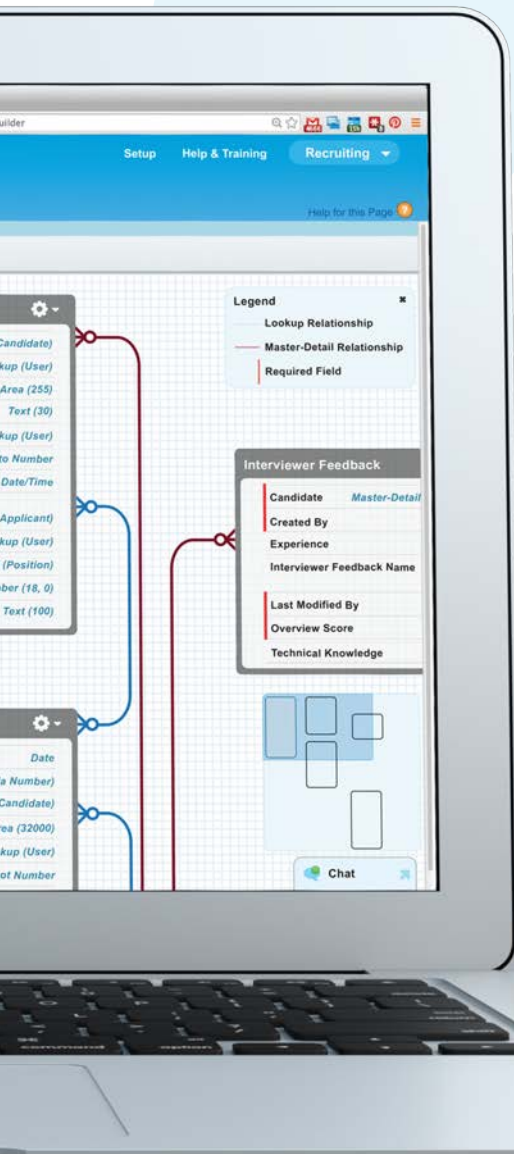 uilder
Setup Help & Training Recruiting
Help for this Page ?
Legend
Lookup Relationship
Master-Detail Relationship
Required Field
Candidate)
kup (User)
Area (255)
Text (30)
kup (User)
to Number
Date/Time
Applicant)
kup (User)
(Position)
ber (18, 0)
Text (100)
Interviewer Feedback
Candidate Master-Detail
Created By
Experience
Interviewer Feedback Name
Last Modified By
Overview Score
Technical Knowledge
Date
a Number)
Candidate)
rea (32000)
kup (User)
ot Number
Chat
command option